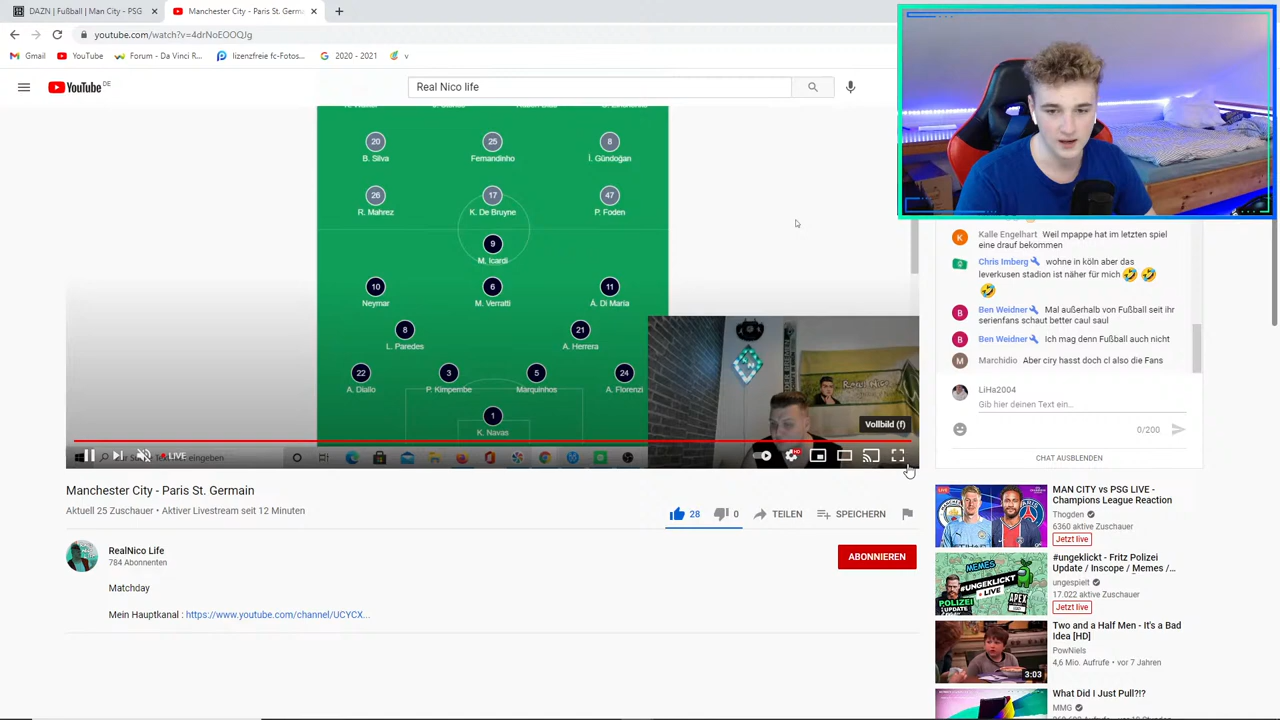 DAZN | Fußball | Man City - PSG
Manchester City - Paris St. Germ
youtube.com/watch?v=4drNoEOOQJg
Gmail
YouTube
Forum - Da Vinci R...
lizenzfreie cc-Fotos...
2020 - 2021
v
YouTube DE
Real Nico life
20
25
8
B. Silva
Fernandinho
İ. Gündoğan
26
17
47
R. Mahrez
K. De Bruyne
P. Foden
9
M. Icardi
10
6
11
Neymar
M. Verratti
Á. Di María
8
21
L. Paredes
A. Herrera
22
3
5
24
A. Diallo
P. Kimpembe
Marquinhos
A. Florenzi
1
K. Navas
Vollbild (f)
LIVE
eingeben
HD
Kalle Engelhart Weil mpappe hat im letzten spiel
eine drauf bekommen
Chris Imberg wohne in köln aber das
leverkusen stadion ist näher für mich
Ben Weidner Mal außerhalb von Fußball seit ihr
serienfans schaut better caul saul
Ben Weidner Ich mag denn Fußball auch nicht
Marchidio Aber ciry hasst doch cl also die Fans
LiHa2004
Gib hier deinen Text ein...
0/200
CHAT AUSBLENDEN
Manchester City - Paris St. Germain
Aktuell 25 Zuschauer • Aktiver Livestream seit 12 Minuten
28
0
TEILEN
SPEICHERN
RealNico Life
784 Abonnenten
ABONNIEREN
Matchday
Mein Hauptkanal : https://www.youtube.com/channel/UCYCX...
MAN CITY vs PSG LIVE -
Champions League Reaction
Thogden
6360 aktive Zuschauer
Jetzt live
#ungeklickt - Fritz Polizei
Update / Inscope / Memes /...
ungespielt
17.022 aktive Zuschauer
Jetzt live
Two and a Half Men - It's a Bad
Idea [HD]
PowNiels
4,6 Mio. Aufrufe • vor 7 Jahren
3:03
What Did I Just Pull?!?
MMG